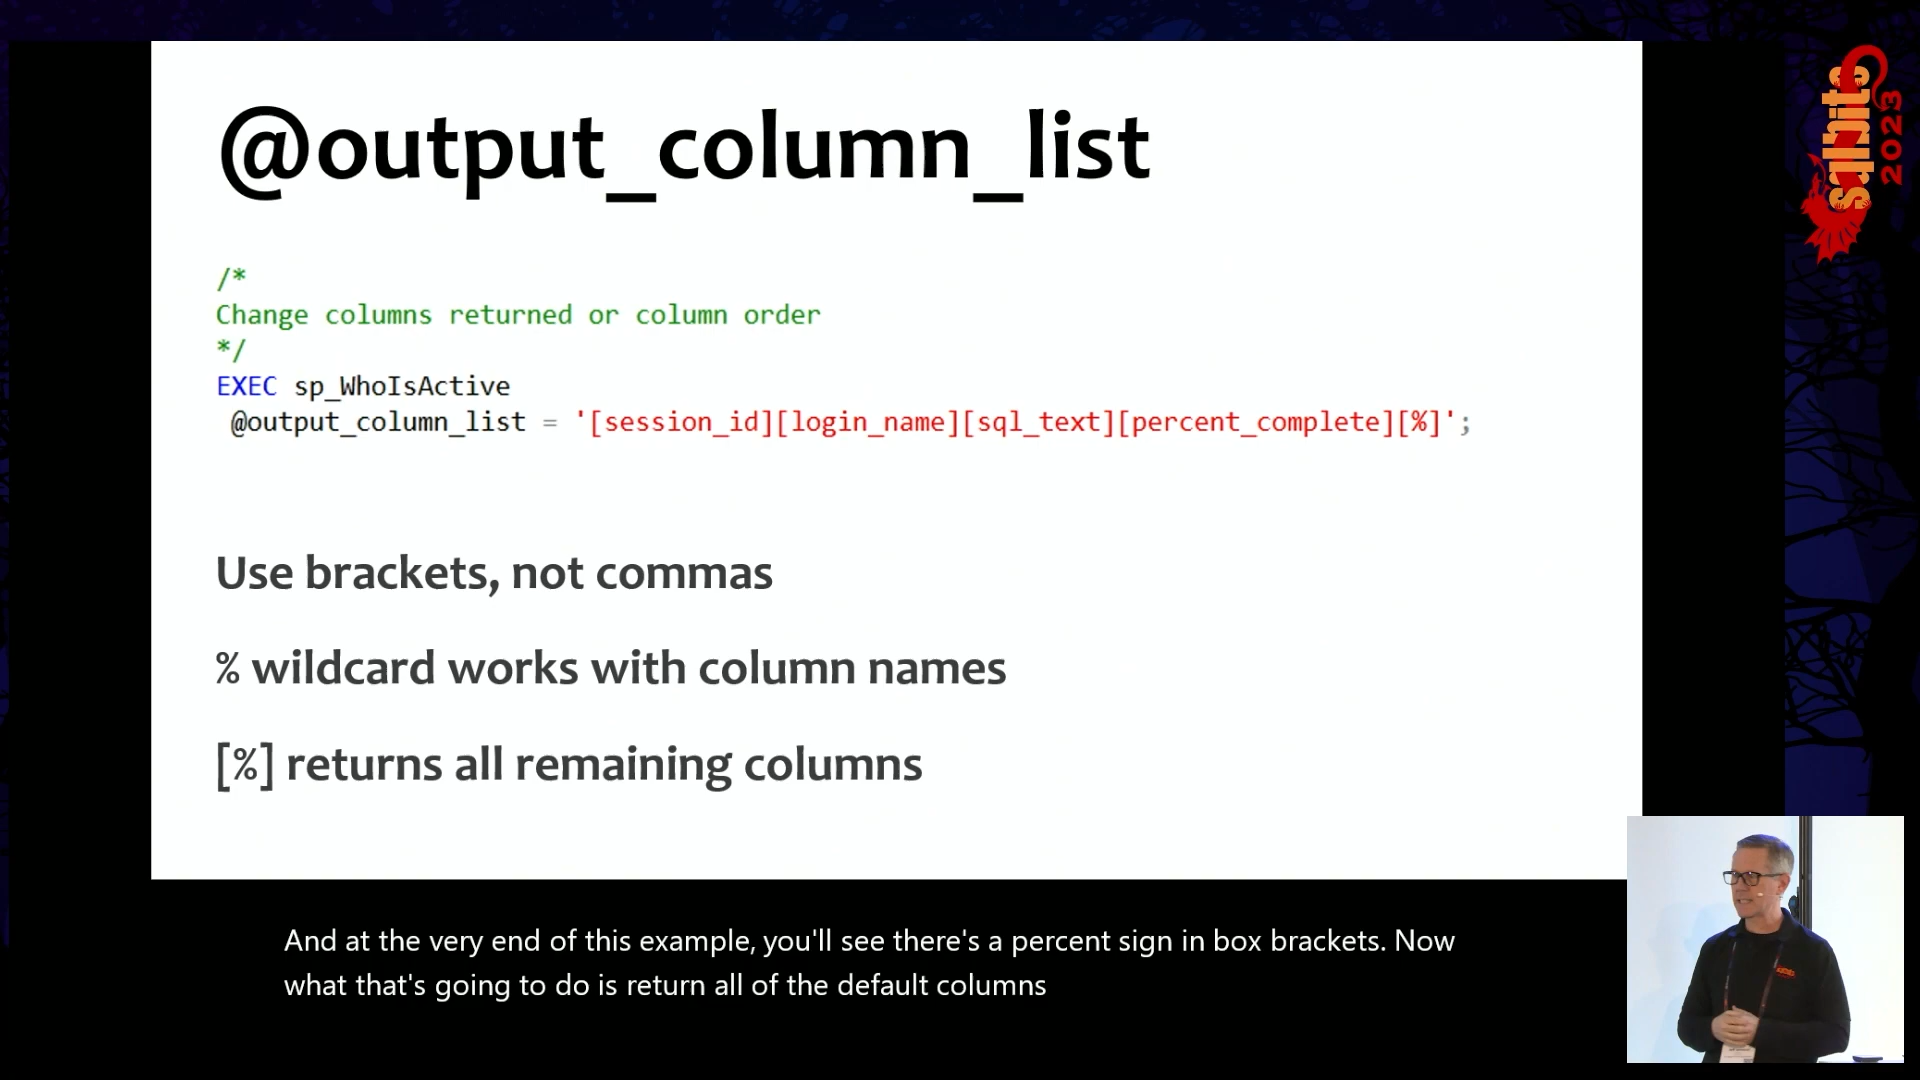 @output_column_list
/*
Change columns returned or column order
*/
EXEC sp_WhoIsActive
@output_column_list = '[session_id][login_name][sql_text][percent_complete][%]';
Use brackets, not commas
% wildcard works with column names
[%] returns all remaining columns
And at the very end of this example, you'll see there's a percent sign in box brackets. Now
what that's going to do is return all of the default columns
sqlbits
2023